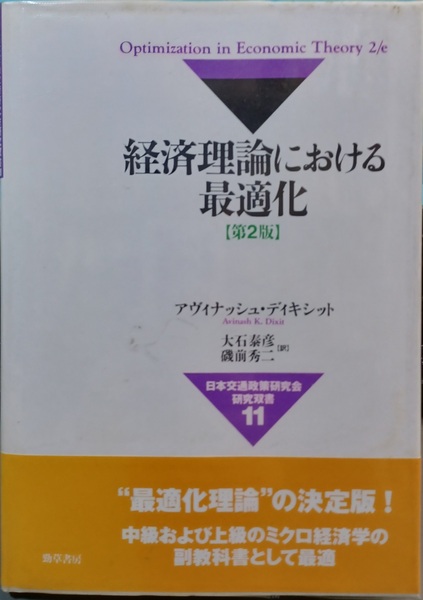 Optimization in Economic Theory 2/e
経済理論における
最適化
【第2版】
アヴィナッシュ・ディキシット
Avinash K. Dixit
大石泰彦
磯前秀二［訳］
日本交通政策研究会
研究双書
11
“最適化理論”の決定版！
中級および上級のミクロ経済学の
副教科書として最適
勁草書房